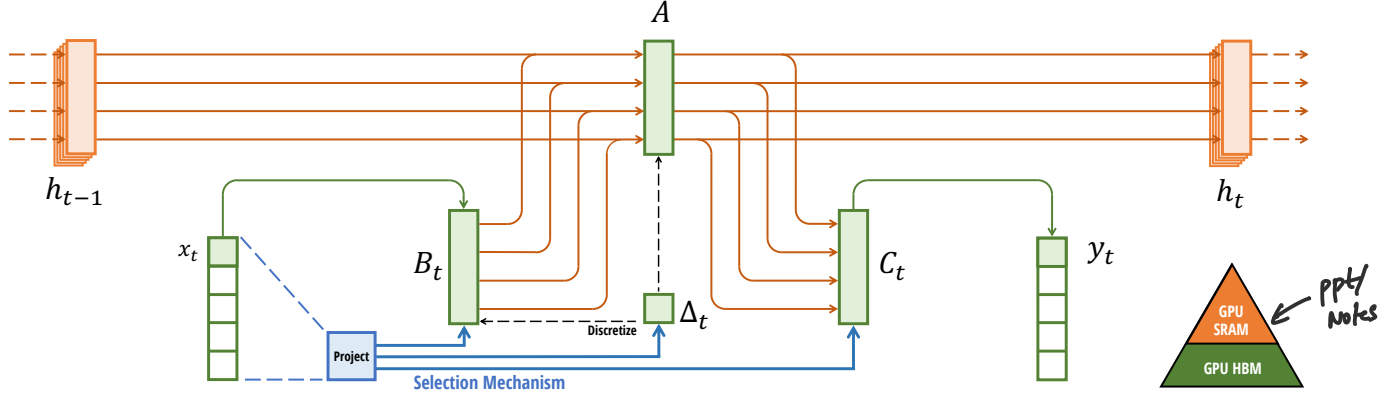 A
h_{t-1}
h_t
x_t
B_t
C_t
y_t
Δ_t
Discretize
Project
Selection Mechanism
GPU
SRAM
GPU HBM
ppt/
Notes